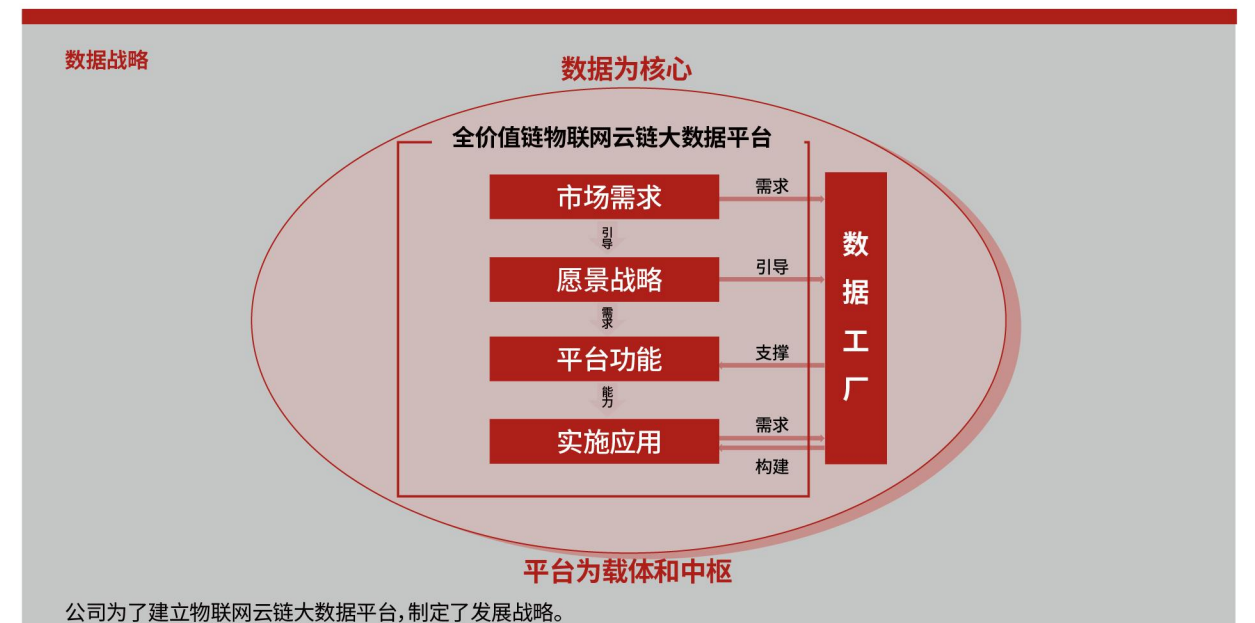 数据战略
数据为核心
全价值链物联网云链大数据平台
市场需求
需求
引导
愿景战略
引导
需求
平台功能
支撑
能力
实施应用
需求
构建
数据工厂
平台为载体和中枢
公司为了建立物联网云链大数据平台,制定了发展战略。